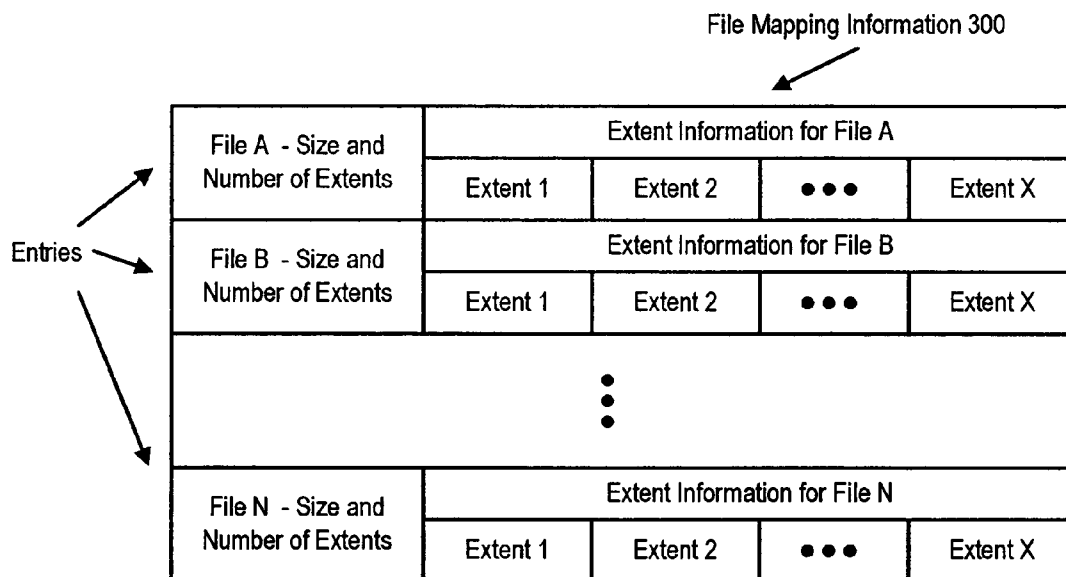 File Mapping Information 300
File A - Size and
Number of Extents
Extent Information for File A
Extent 1
Extent 2
●●●
Extent X
Entries
File B - Size and
Number of Extents
Extent Information for File B
Extent 1
Extent 2
●●●
Extent X
File N - Size and
Number of Extents
Extent Information for File N
Extent 1
Extent 2
●●●
Extent X